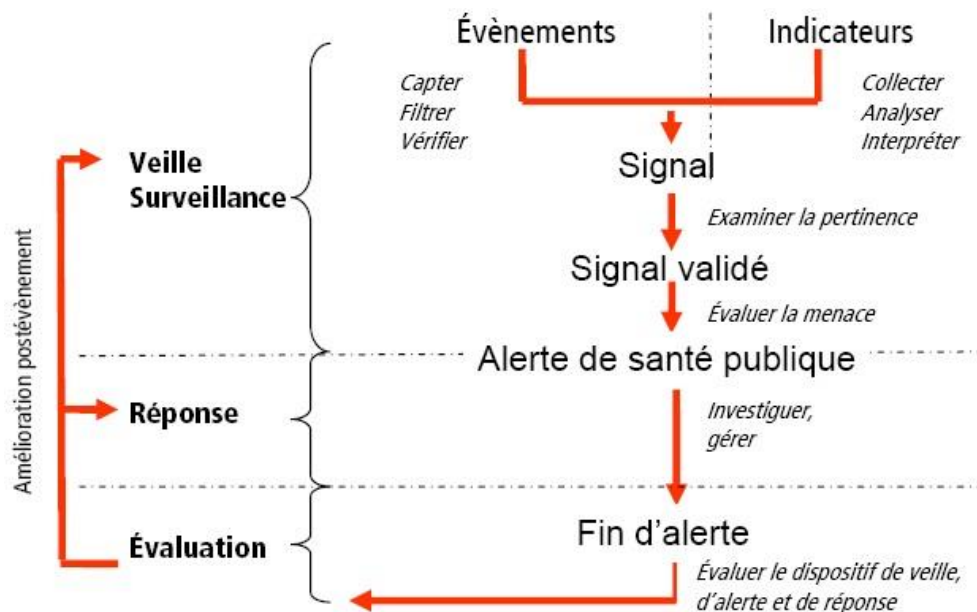 Évènements
Indicateurs
Capter
Filtrer
Vérifier
Collecter
Analyser
Interpréter
Veille
Surveillance
Signal
Examiner la pertinence
Signal validé
Évaluer la menace
Alerte de santé publique
Amélioration postévènement
Réponse
Investiguer,
gérer
Fin d'alerte
Évaluation
Évaluer le dispositif de veille,
d'alerte et de réponse